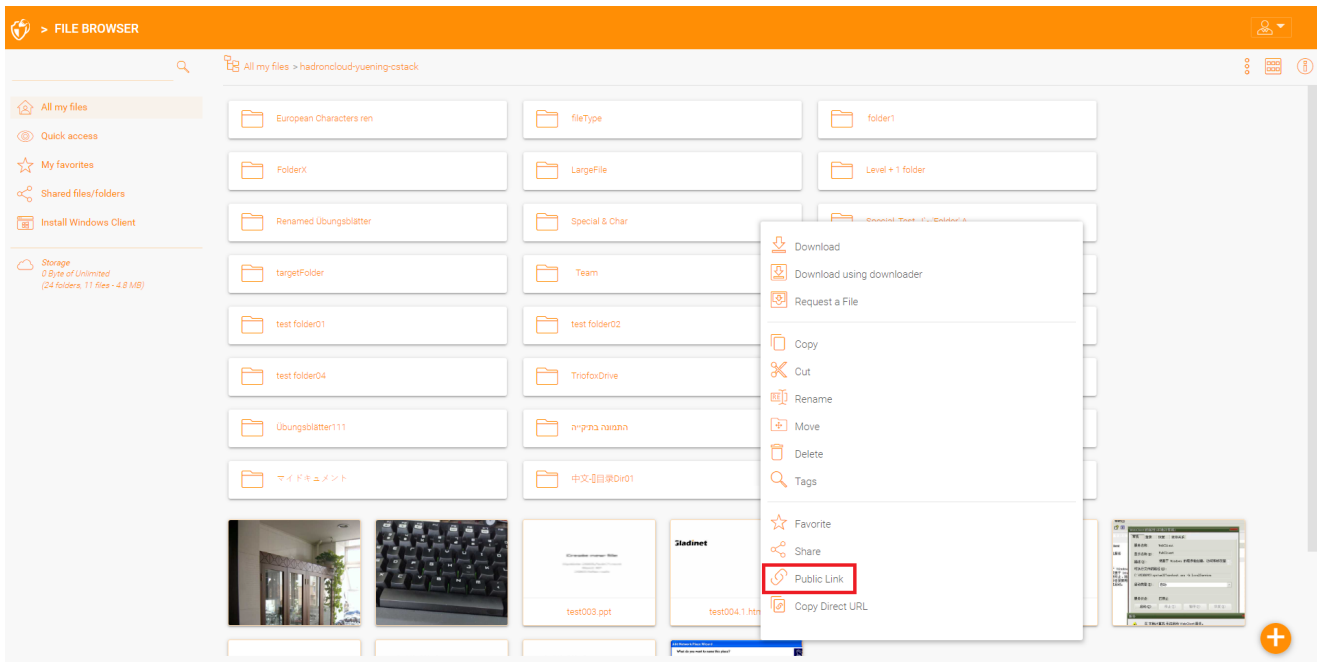 > FILE BROWSER
All my files > hadroncloud-yuening-cstack
All my files
Quick access
My favorites
Shared files/folders
Install Windows Client
Storage
0 Byte of Unlimited
(24 folders, 11 files - 4.8 MB)
European Characters ren
fileType
folder1
FolderX
LargeFile
Level + 1 folder
Renamed Übungsblätter
Special & Char
targetFolder
Team
test folder01
test folder02
test folder04
TriofoxDrive
Übungsblätter111
התמונה בתיק״ה
マイドキュメント
Download
Download using downloader
Request a File
Copy
Cut
Rename
Move
Delete
Tags
Favorite
Share
Public Link
Copy Direct URL
Gladinet
test003.ppt
test004.1.htm